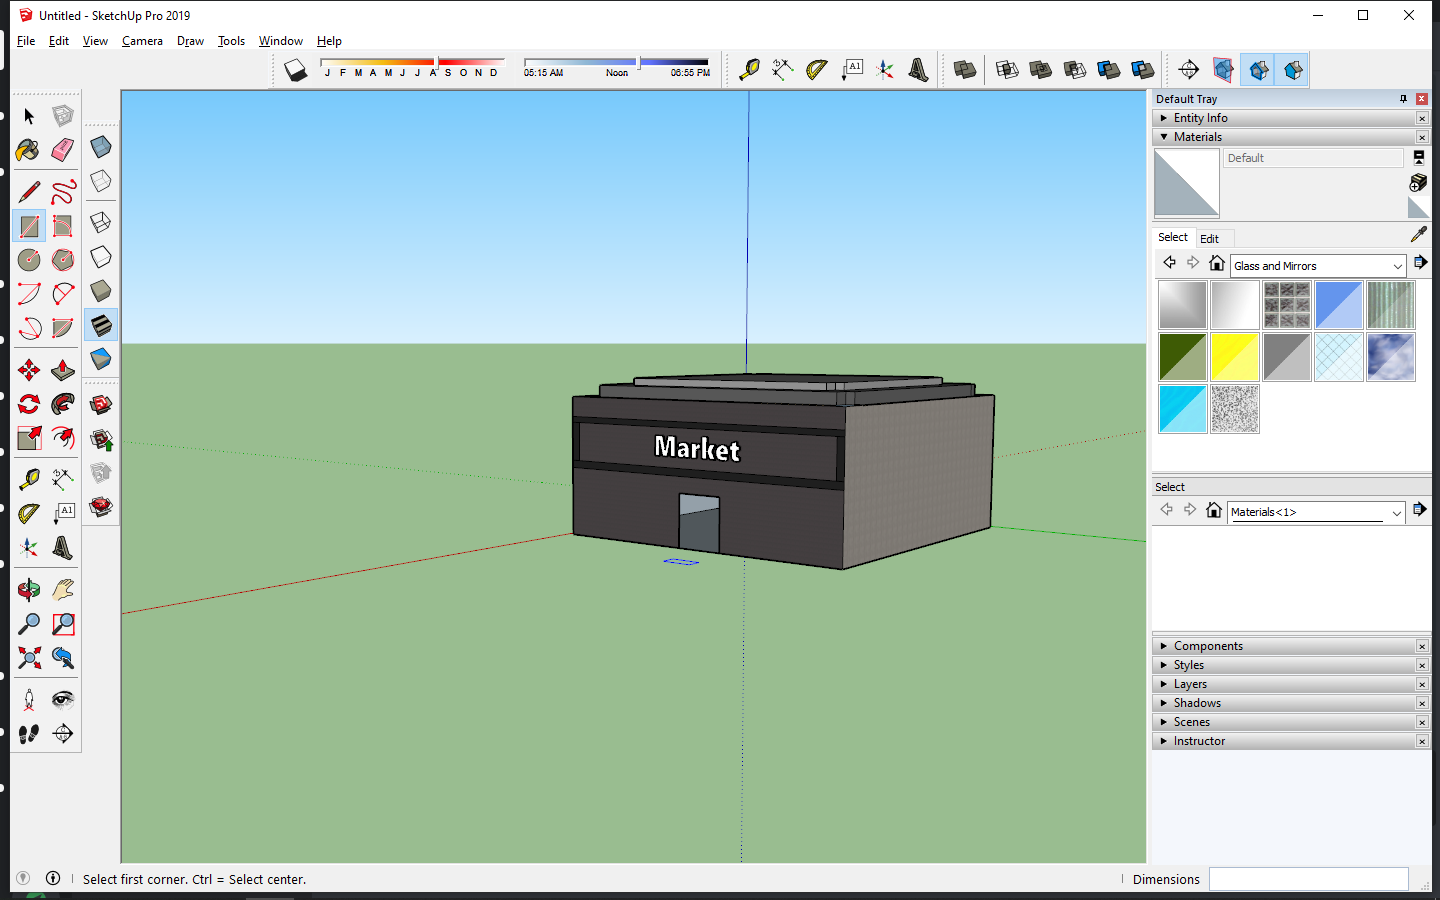 Untitled - SketchUp Pro 2019
File Edit View Camera Draw Tools Window Help
J F M A M J J A S O N D
05:15 AM Noon 06:55 PM
A1
Default Tray
Entity Info
Materials
Default
Select Edit
Glass and Mirrors
Select
Materials<1>
Components
Styles
Layers
Shadows
Scenes
Instructor
A1
Market
Select first corner. Ctrl = Select center.
Dimensions